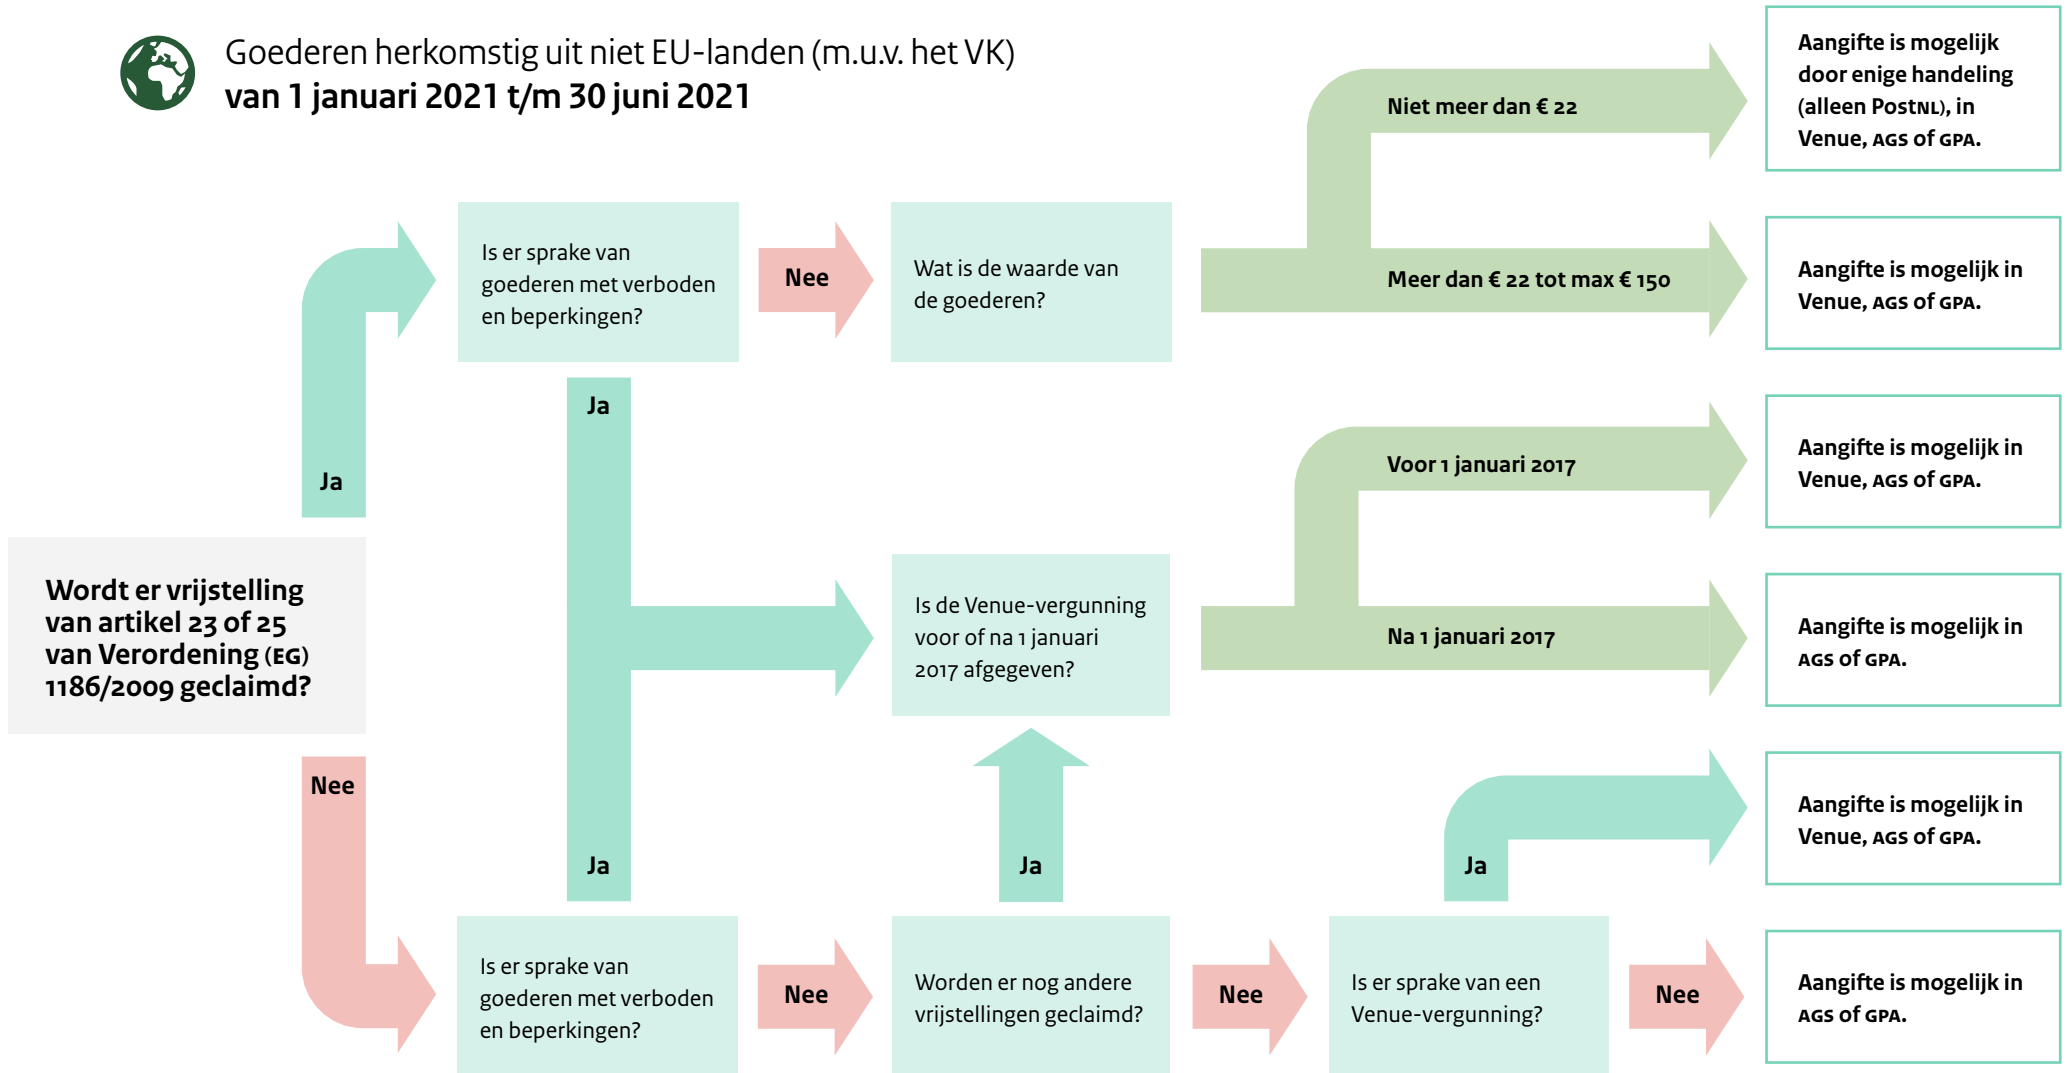 Goederen herkomstig uit niet EU-landen (m.u.v. het VK)
van 1 januari 2021 t/m 30 juni 2021
Wordt er vrijstelling
van artikel 23 of 25
van Verordening (EG)
1186/2009 geclaimd?
Ja
Is er sprake van
goederen met verboden
en beperkingen?
Nee
Wat is de waarde van
de goederen?
Niet meer dan € 22
Aangifte is mogelijk
door enige handeling
(alleen PostNL), in
Venue, AGS of GPA.
Meer dan € 22 tot max € 150
Aangifte is mogelijk in
Venue, AGS of GPA.
Ja
Is de Venue-vergunning
voor of na 1 januari
2017 afgegeven?
Voor 1 januari 2017
Aangifte is mogelijk in
Venue, AGS of GPA.
Na 1 januari 2017
Aangifte is mogelijk in
AGS of GPA.
Nee
Is er sprake van
goederen met verboden
en beperkingen?
Ja
Nee
Worden er nog andere
vrijstellingen geclaimd?
Ja
Nee
Is er sprake van een
Venue-vergunning?
Ja
Aangifte is mogelijk in
Venue, AGS of GPA.
Nee
Aangifte is mogelijk in
AGS of GPA.